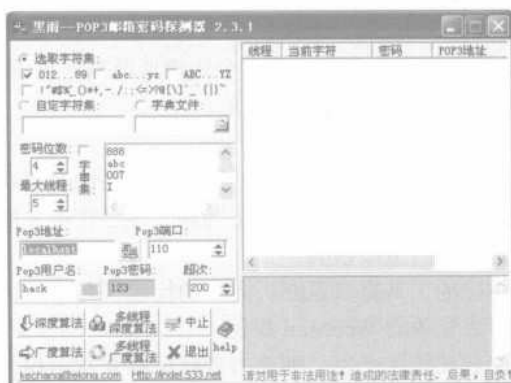 黑雨---POP3邮箱密码探测器 2.3.1
选取字符集:
012...89 abc...yz ABC...YZ
自定字符集: 字典文件:
密码位数: 字串集:
4
888
abc
007
I
最大线程:
5
Pop3地址: Pop3端口:
localhost 110
Pop3用户名: Pop3密码: 超次:
hack 123 200
深度算法 多线程深度算法 中止
广度算法 多线程广度算法 退出 help
线程 当前字符 密码 POP3地址
请勿用于非法用途! 造成的法律责任、后果,自负